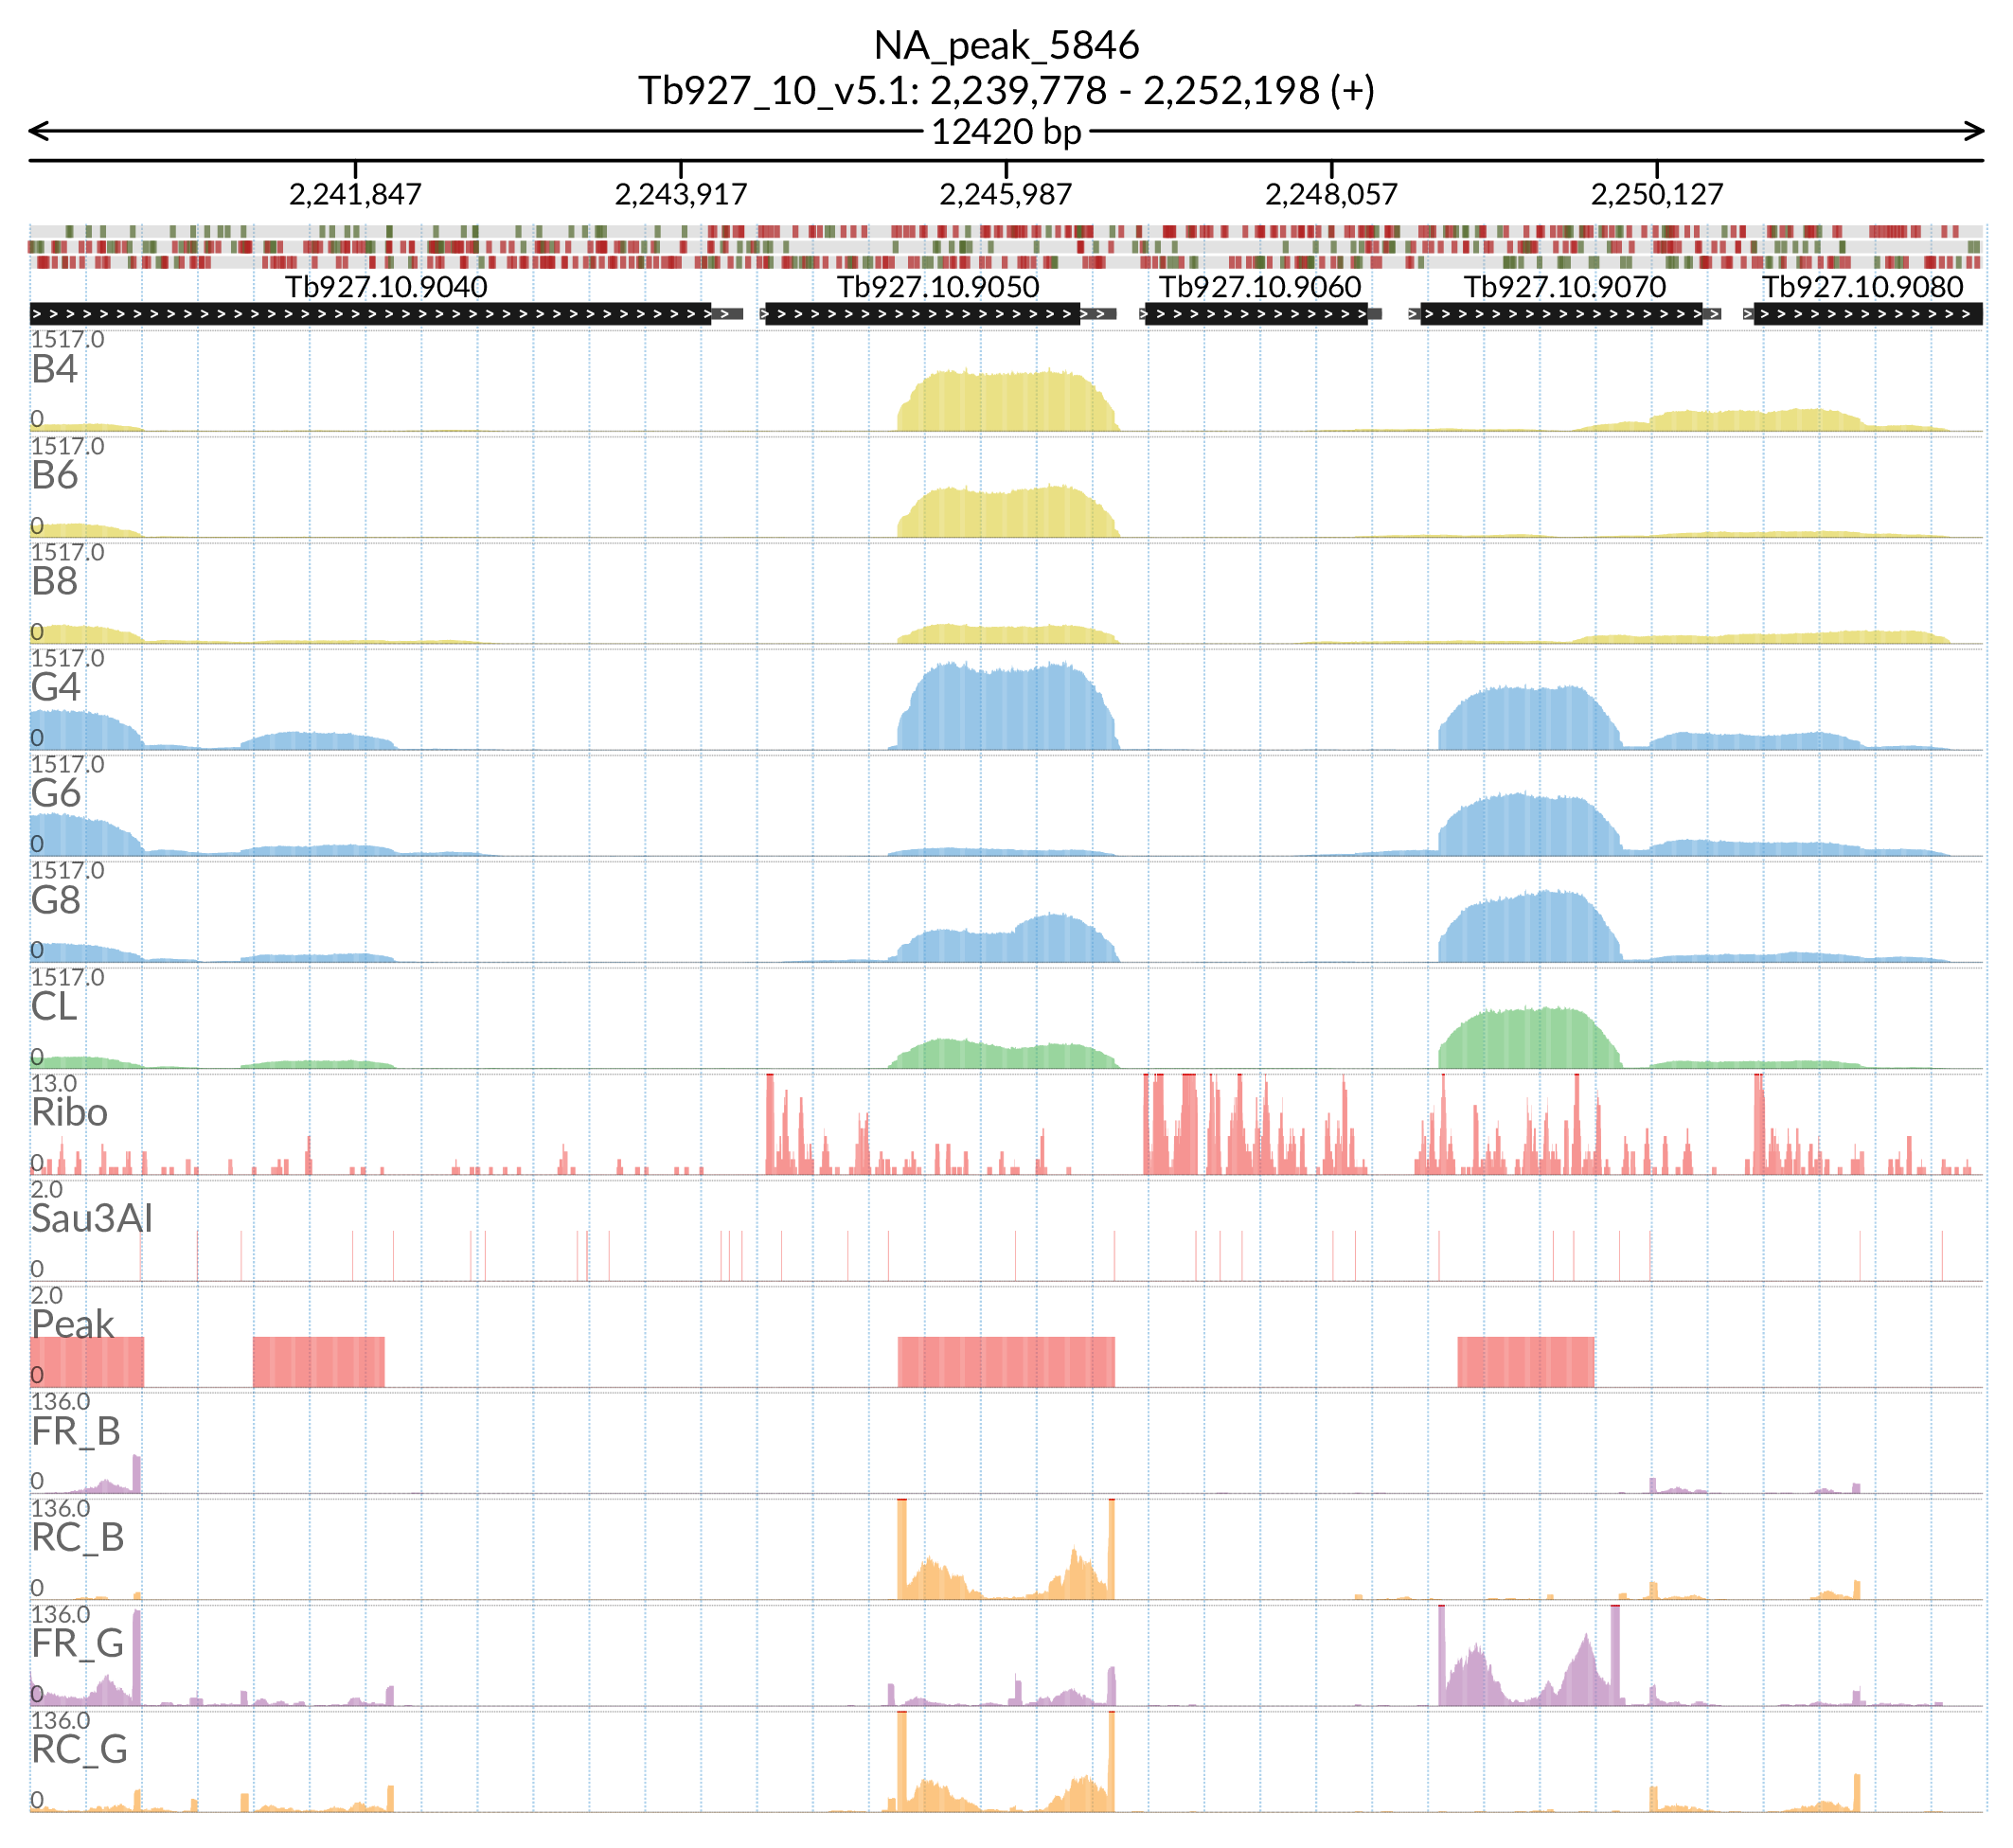 NA_peak_5846
Tb927_10_v5.1: 2,239,778 - 2,252,198 (+)
12420 bp
2,241,847 2,243,917 2,245,987 2,248,057 2,250,127
Tb927.10.9040 Tb927.10.9050 Tb927.10.9060 Tb927.10.9070 Tb927.10.9080
1517.0
B4
0
1517.0
B6
0
1517.0
B8
0
1517.0
G4
0
1517.0
G6
0
1517.0
G8
0
1517.0
CL
0
13.0
Ribo
0
2.0
Sau3AI
0
2.0
Peak
0
136.0
FR_B
0
136.0
RC_B
0
136.0
FR_G
0
136.0
RC_G
0